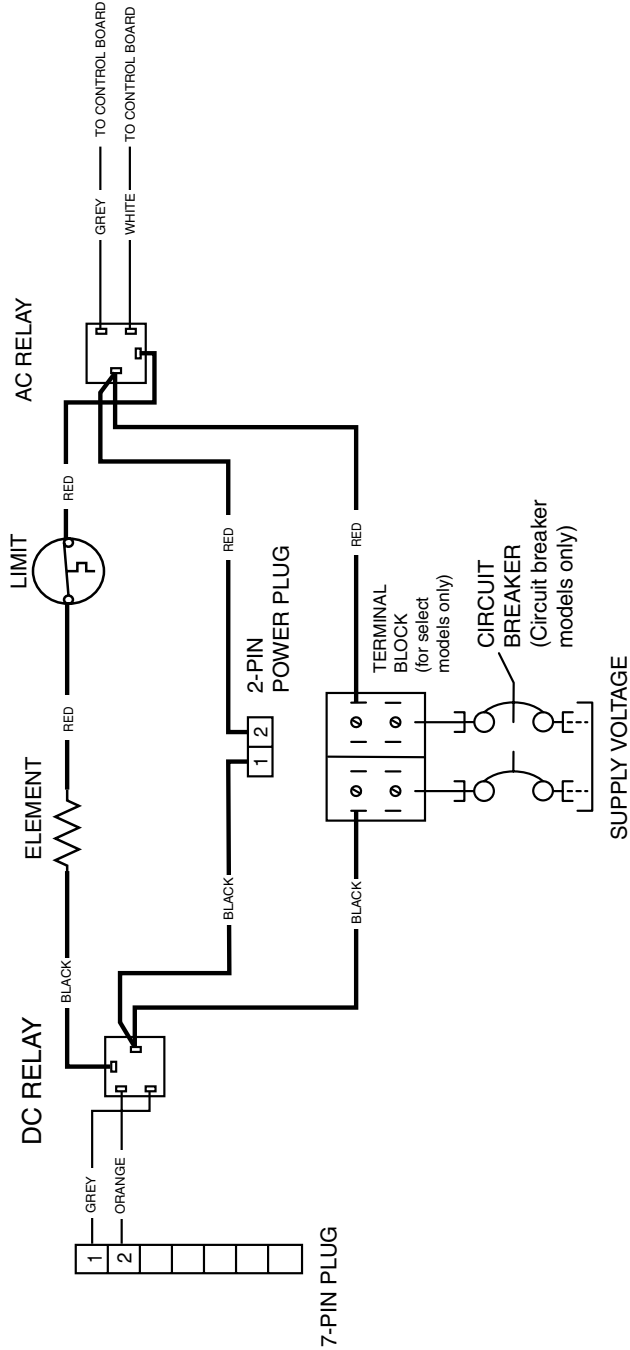 DC RELAY
ELEMENT
LIMIT
AC RELAY
BLACK
RED
RED
GREY
TO CONTROL BOARD
WHITE
TO CONTROL BOARD
GREY
ORANGE
1
2
7-PIN PLUG
BLACK
1
2
RED
2-PIN
POWER PLUG
BLACK
RED
TERMINAL
BLOCK
(for select
models only)
CIRCUIT
BREAKER
(Circuit breaker
models only)
SUPPLY VOLTAGE